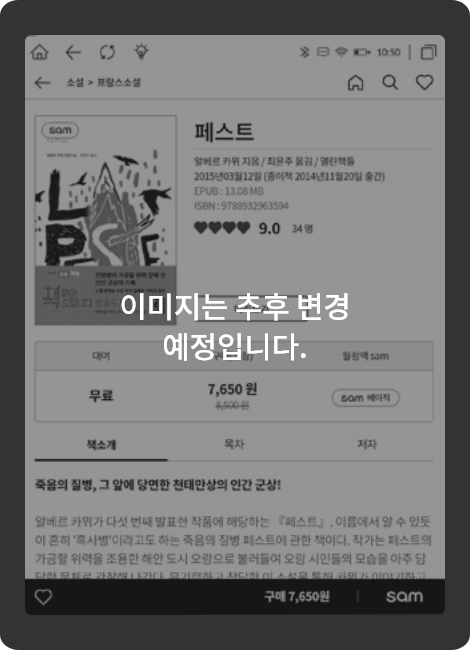 10:50
소설 > 프랑스소설
sam
페스트
알베르 카뮈 지음 / 최윤주 옮김 / 열린책들
2015년03월12일 (종이책 2014년11월20일 출간)
EPUB : 13.08 MB
ISBN : 9788932963594
9.0 34 명
이미지는 추후 변경
예정입니다.
대여 월정액 sam
무료 7,650 원 sam 베이직
8,500 원
책소개 목차 저자
죽음의 질병, 그 앞에 당면한 천태만상의 인간 군상!
알베르 카뮈가 다섯 번째 발표한 작품에 해당하는 『페스트』. 이름에서 알 수 있듯
이 흔히 '흑사병'이라고도 하는 죽음의 질병 페스트에 관한 책이다. 작가는 페스트의
가공할 위력을 조용한 해안 도시 오랑으로 불러들여 오랑 시민들의 모습을 아주 담
구매 7,650원 | sam